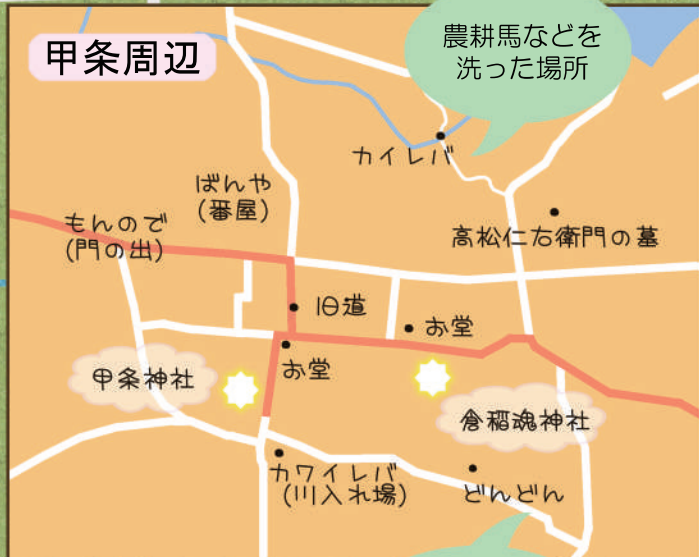 甲条周辺
農耕馬などを
洗った場所
カイレバ
ばんや
(番屋)
もんので
(門の出)
高松仁右衛門の墓
旧道
お堂
お堂
甲条神社
倉稲魂神社
カワイレバ
(川入れ場)
どんどん